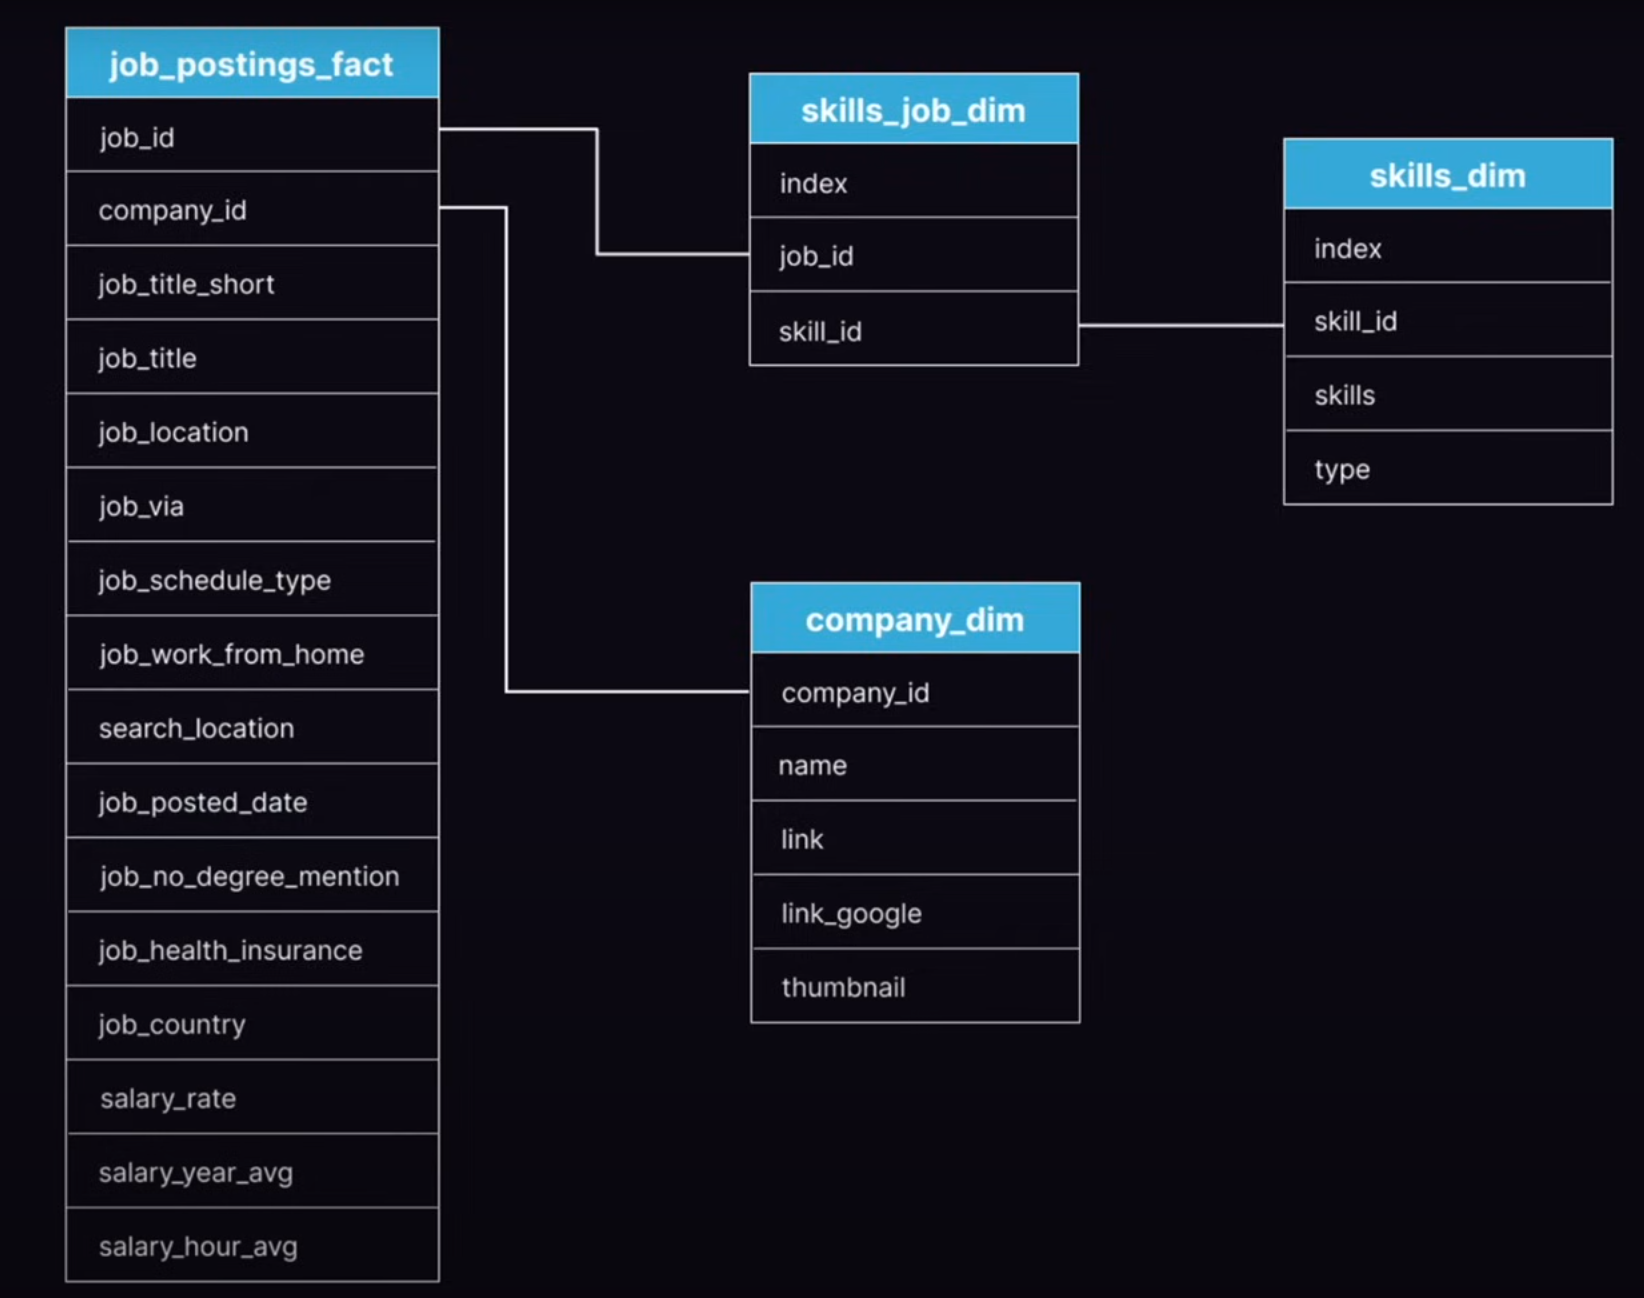 job_postings_fact
job_id
company_id
job_title_short
job_title
job_location
job_via
job_schedule_type
job_work_from_home
search_location
job_posted_date
job_no_degree_mention
job_health_insurance
job_country
salary_rate
salary_year_avg
salary_hour_avg
skills_job_dim
index
job_id
skill_id
skills_dim
index
skill_id
skills
type
company_dim
company_id
name
link
link_google
thumbnail